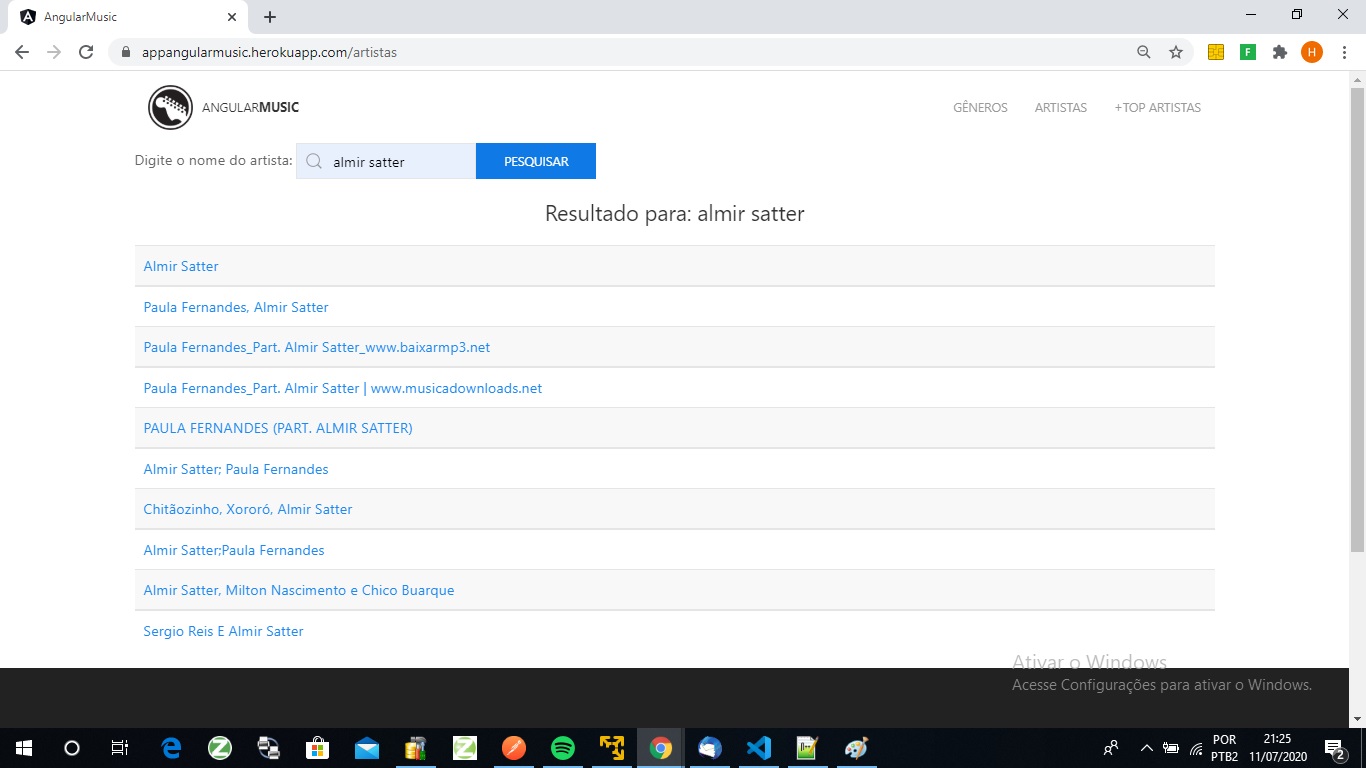 AngularMusic
appangularmusic.herokuapp.com/artistas
F
H
ANGULARMUSIC
GÊNEROS
ARTISTAS
+TOP ARTISTAS
Digite o nome do artista:
almir satter
PESQUISAR
Resultado para: almir satter
Almir Satter
Paula Fernandes, Almir Satter
Paula Fernandes_Part. Almir Satter_www.baixarmp3.net
Paula Fernandes_Part. Almir Satter | www.musicadownloads.net
PAULA FERNANDES (PART. ALMIR SATTER)
Almir Satter; Paula Fernandes
Chitãozinho, Xororó, Almir Satter
Almir Satter;Paula Fernandes
Almir Satter, Milton Nascimento e Chico Buarque
Sergio Reis E Almir Satter
Ativar o Windows
Acesse Configurações para ativar o Windows.
POR
PTB2
21:25
11/07/2020
2